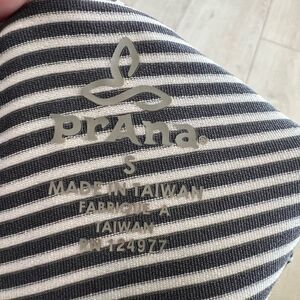 prAna®
S
MADE IN TAIWAN
FABRIQUE A
TAIWAN
RN 124977